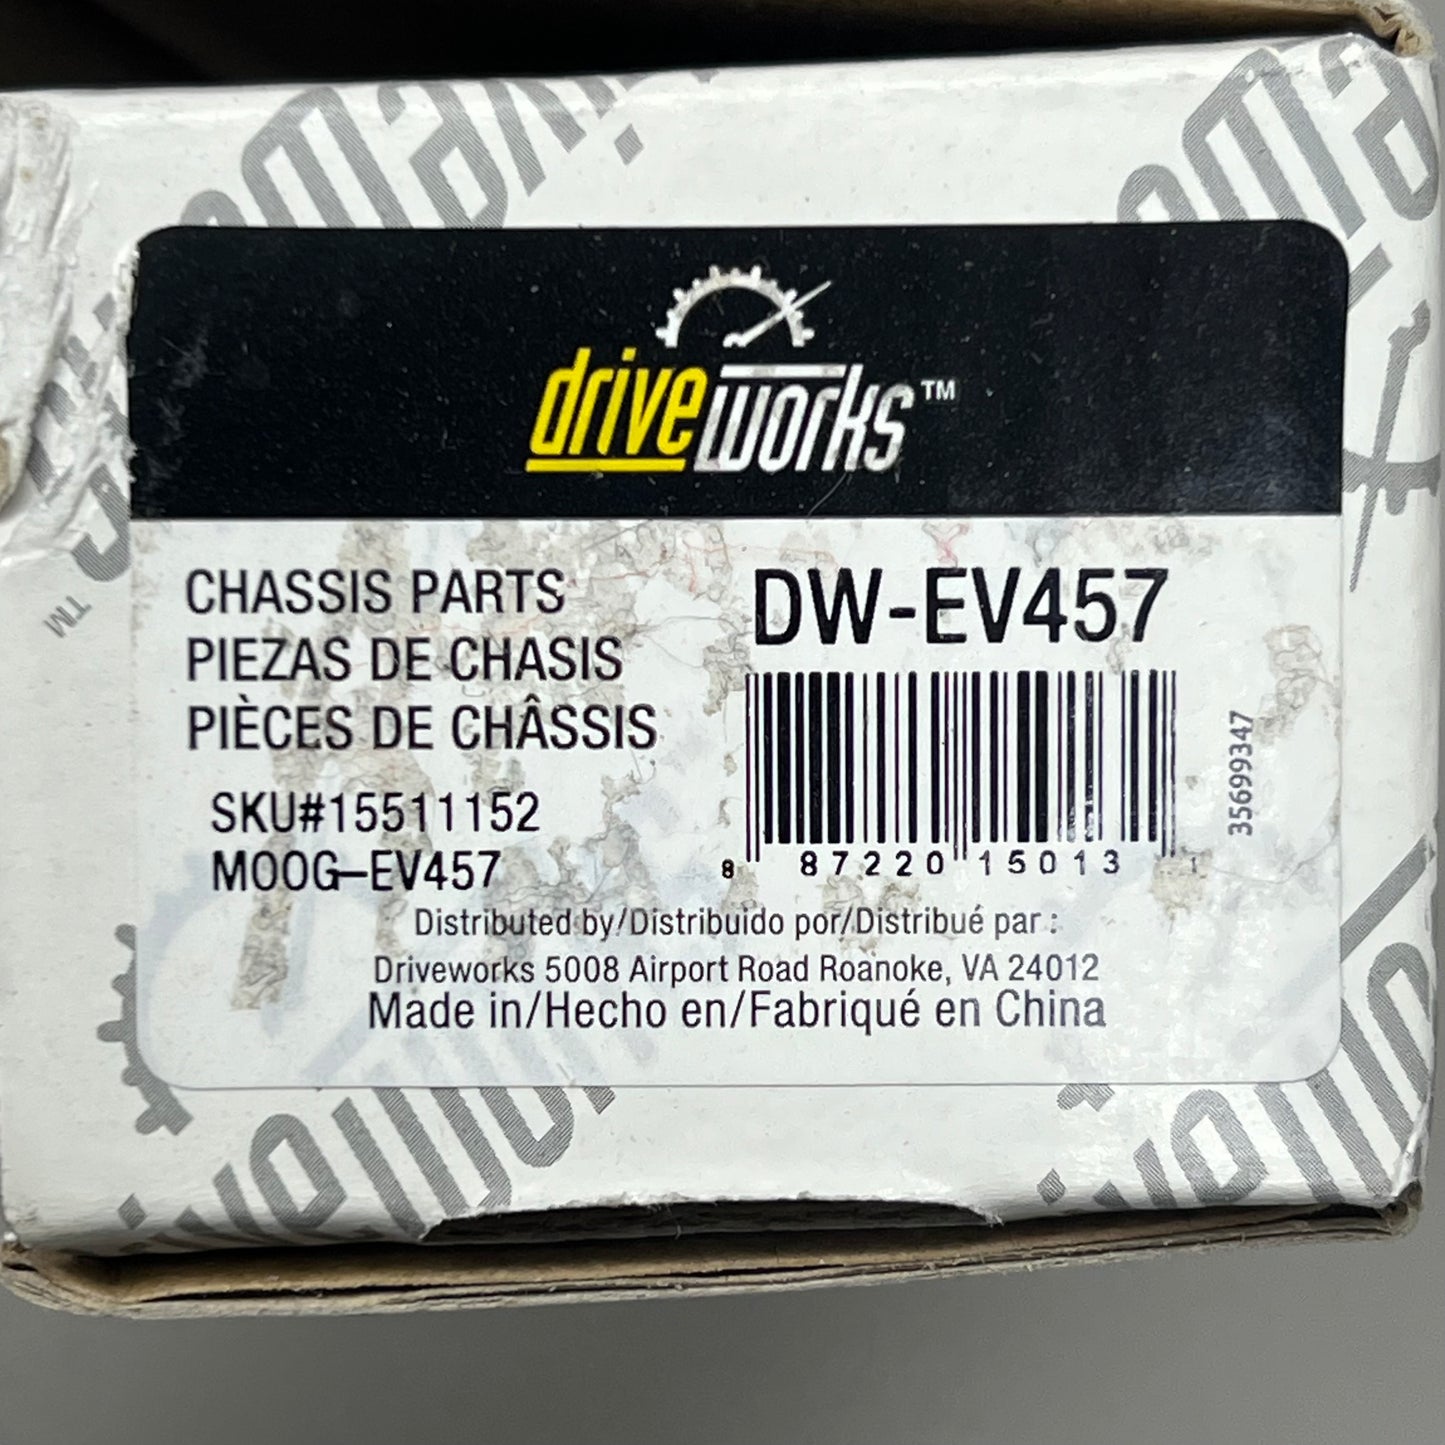 driveworks™
CHASSIS PARTS
PIEZAS DE CHASIS
PIÈCES DE CHÂSSIS
SKU#15511152
MOOG-EV457
DW-EV457
8 87220 15013 1
35699347
Distributed by/Distribuido por/Distribué par :
Driveworks 5008 Airport Road Roanoke, VA 24012
Made in/Hecho en/Fabriqué en China